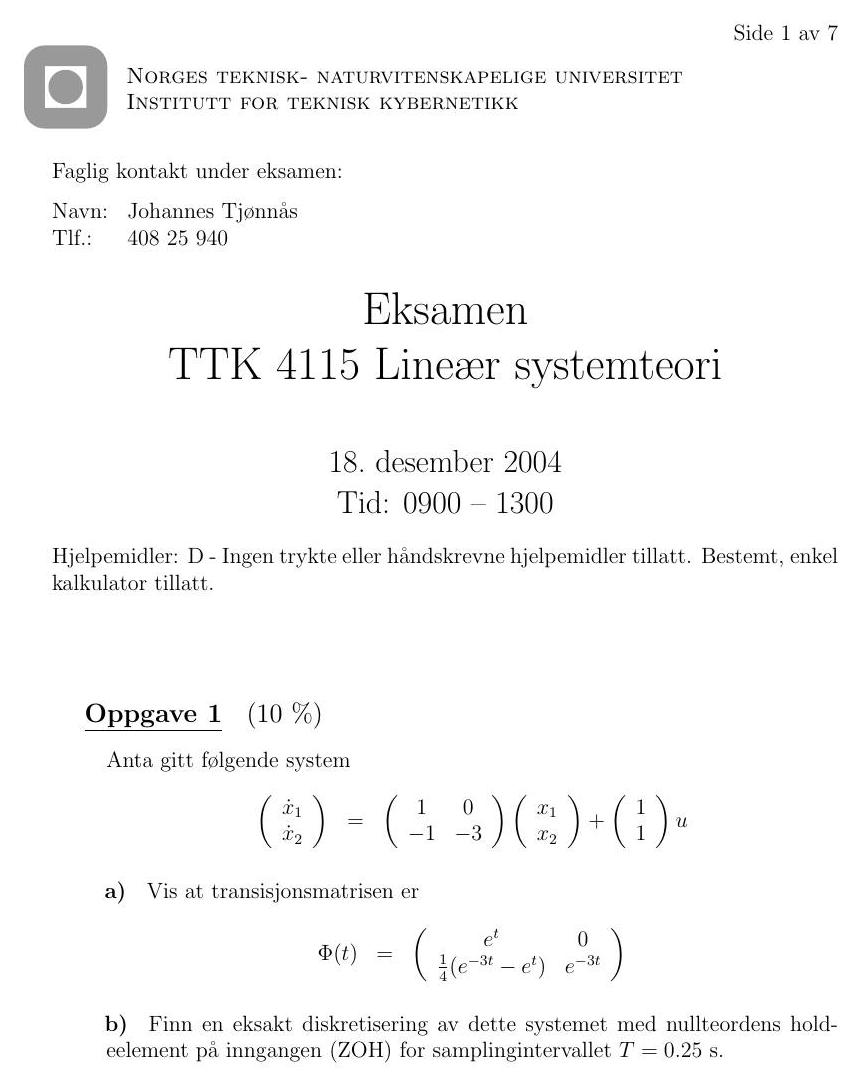 Side 1 av 7
Norges teknisk- naturvitenskapelige universitet
Institutt for teknisk kybernetikk
Faglig kontakt under eksamen:
Navn: Johannes Tjønnås
Tlf.: 408 25 940
Eksamen
TTK 4115 Lineær systemteori
18. desember 2004
Tid: 0900 – 1300
Hjelpemidler: D - Ingen trykte eller håndskrevne hjelpemidler tillatt. Bestemt, enkel
kalkulator tillatt.
Oppgave 1 (10 %)
Anta gitt følgende system
( ẋ₁ ; ẋ₂ ) = ( 1 0 ; −1 −3 ) ( x₁ ; x₂ ) + ( 1 ; 1 ) u
a) Vis at transisjonsmatrisen er
Φ(t) = ( e^t 0 ; ¼(e^{−3t} − e^t) e^{−3t} )
b) Finn en eksakt diskretisering av dette systemet med nullteordens hold-
eelement på inngangen (ZOH) for samplingintervallet T = 0.25 s.